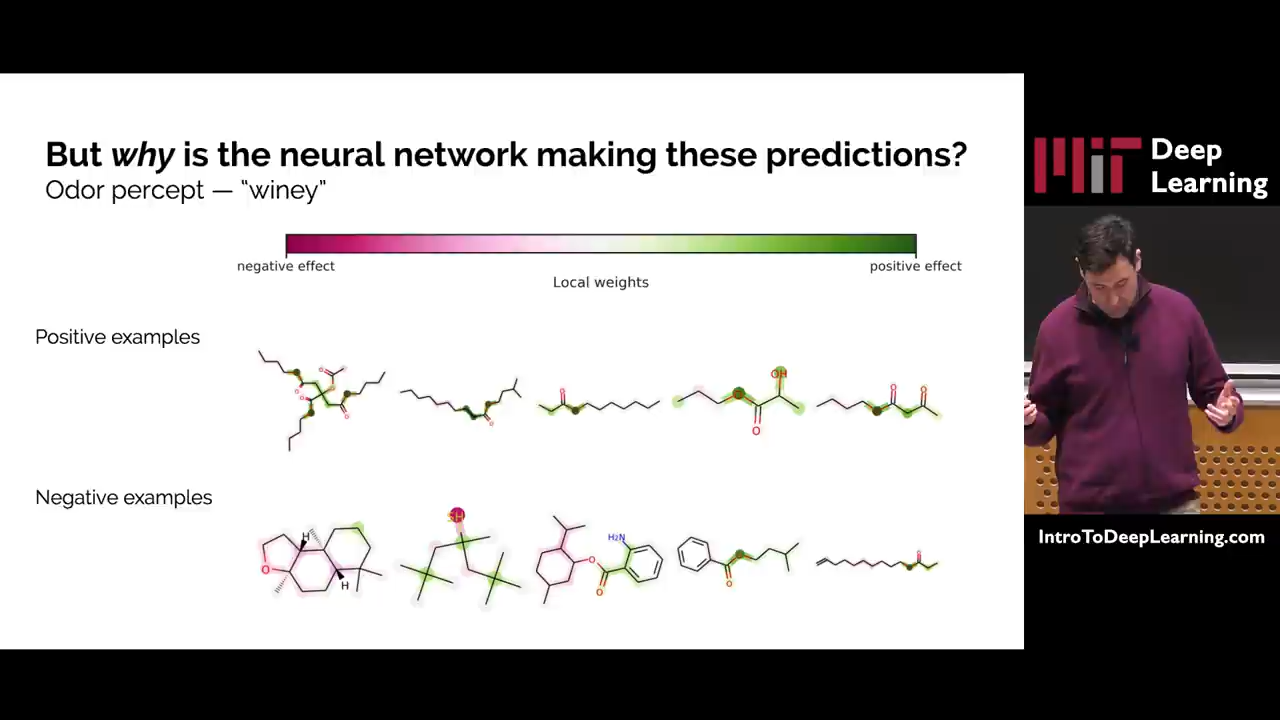 But why is the neural network making these predictions?
Odor percept — “winey”
negative effect
positive effect
Local weights
Positive examples
O
O
O
O
O
O
OH
O
O
O
Negative examples
H
O
H
SH
H₂N
O
O
O
O
MIT Deep
Learning
IntroToDeepLearning.com